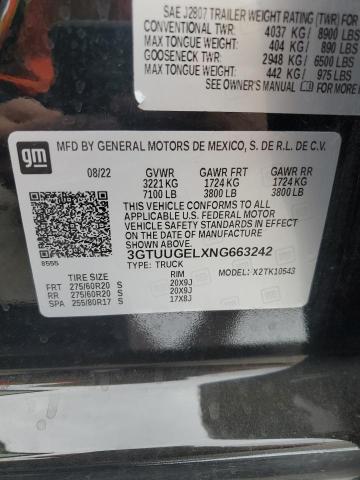 SAE J2807 TRAILER WEIGHT RATING (TWR) FOR
CONVENTIONAL TWR: 4037 KG/ 8900 LBS
MAX TONGUE WT: 404 KG/ 890 LBS
GOOSENECK TWR: 2948 KG/ 6500 LBS
MAX TONGUE WT: 442 KG/ 975 LBS
SEE OWNER'S MANUAL
gm
MFD BY GENERAL MOTORS DE MEXICO, S. DE R.L. DE C.V.
08/22 GVWR GAWR FRT GAWR RR
3221 KG 1724 KG 1724 KG
7100 LB 3800 LB 3800 LB
THIS VEHICLE CONFORMS TO ALL
APPLICABLE U.S. FEDERAL MOTOR
VEHICLE SAFETY STANDARDS IN
EFFECT ON THE DATE OF
MANUFACTURE SHOWN ABOVE.
3GTUUGELXNG663242
8555
TYPE: TRUCK MODEL: X2TK10543
TIRE SIZE RIM
FRT 275/60R20 S 20X9J
RR 275/60R20 S 20X9J
SPA 255/80R17 S 17X8J